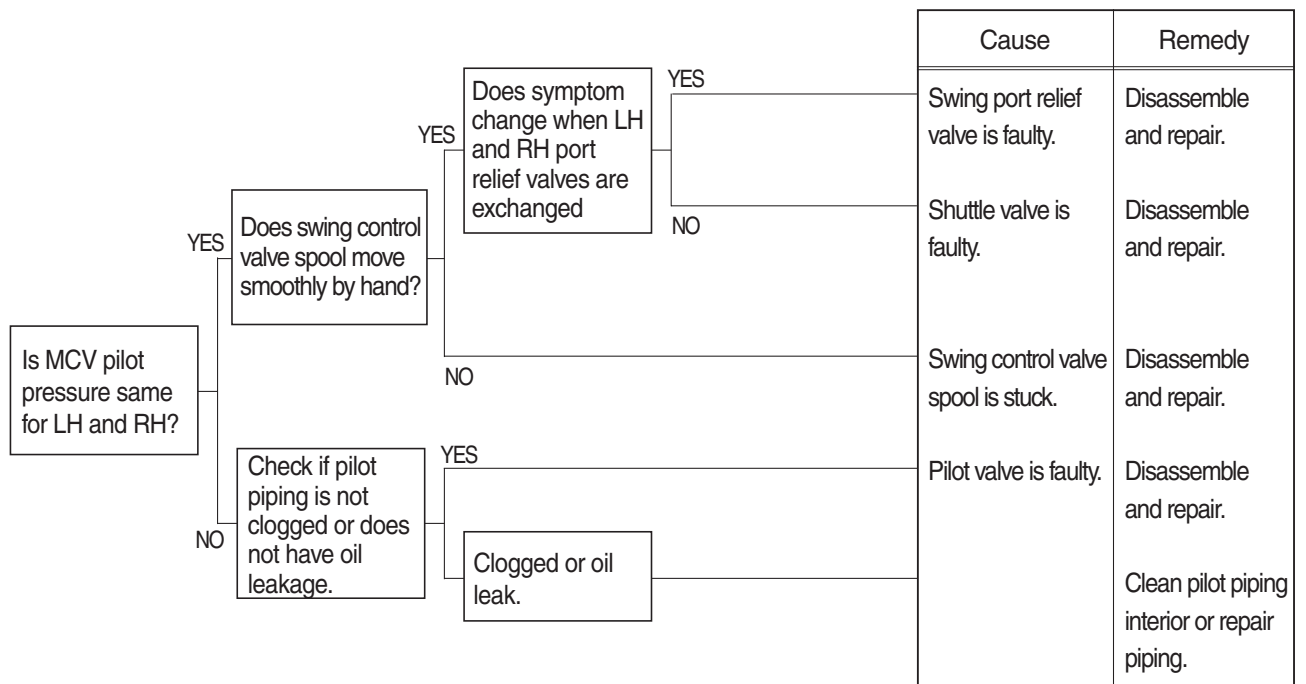 Cause
Remedy
YES
Does symptom
change when LH
and RH port
relief valves are
exchanged
YES
Swing port relief
valve is faulty.
Disassemble
and repair.
NO
Shuttle valve is
faulty.
Disassemble
and repair.
YES
Does swing control
valve spool move
smoothly by hand?
NO
Swing control valve
spool is stuck.
Disassemble
and repair.
Is MCV pilot
pressure same
for LH and RH?
NO
Check if pilot
piping is not
clogged or does
not have oil
leakage.
YES
Pilot valve is faulty.
Disassemble
and repair.
Clogged or oil
leak.
Clean pilot piping
interior or repair
piping.